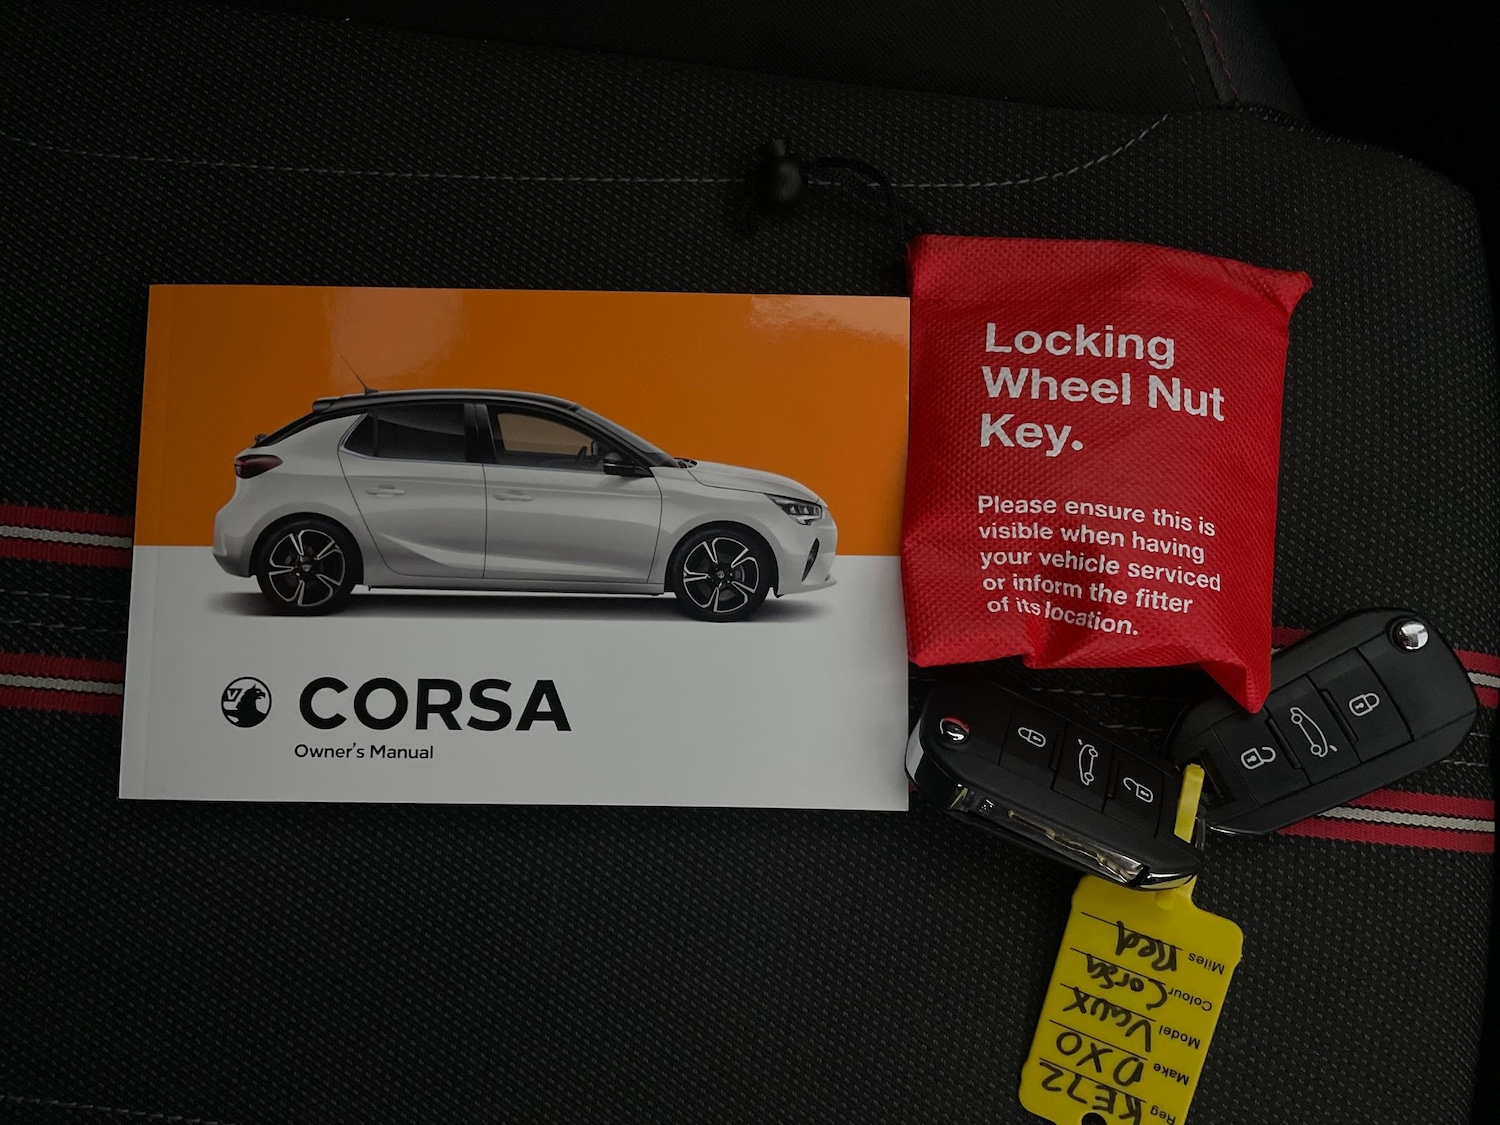 CORSA
Owner's Manual
Locking
Wheel Nut
Key.
Please ensure this is
visible when having
your vehicle serviced
or inform the fitter
of its location.
Reg KE72
Make DXO
Model Vaux
Colour Corsa
Miles Red
V